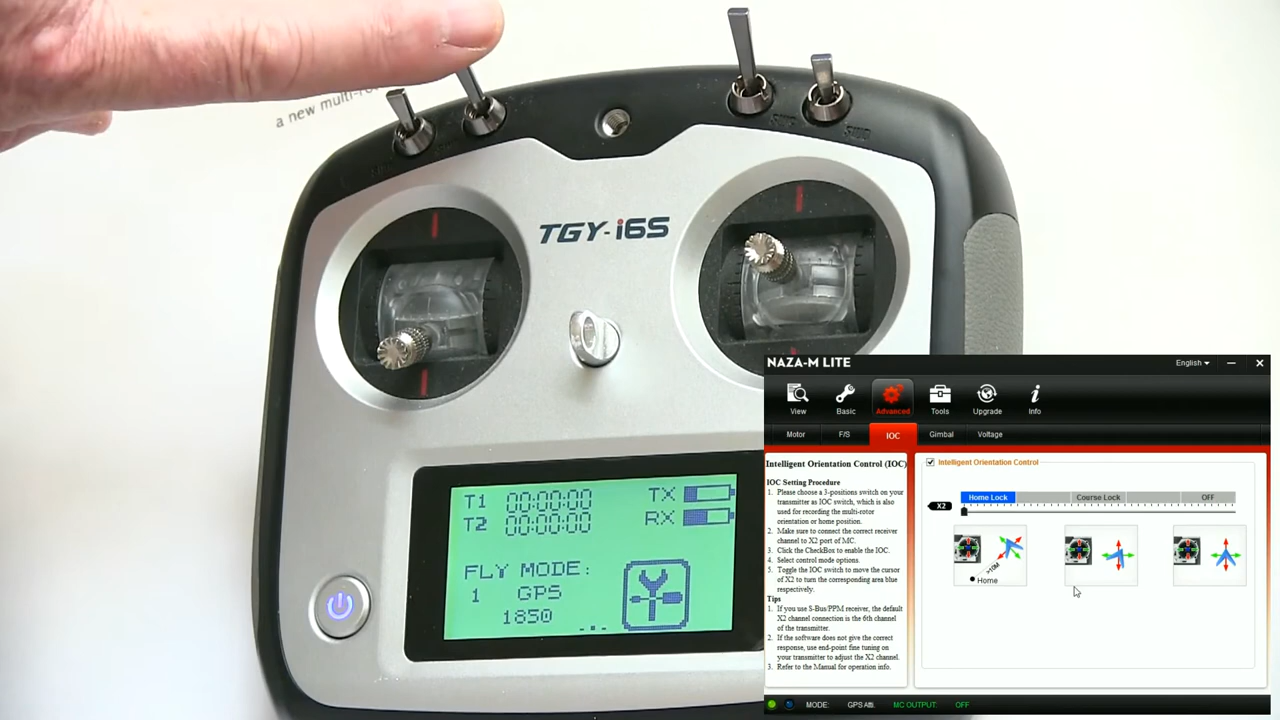 a new multi-ro
TGY-i6S
T1 00:00:00 TX
T2 00:00:00 RX
FLY MODE:
1 GPS
1850
...
NAZA-M LITE
English
View Basic Advanced Tools Upgrade Info
Motor F/S IOC Gimbal Voltage
Intelligent Orientation Control (IOC)
IOC Setting Procedure
1. Please choose a 3-positions switch on your
transmitter as IOC switch, which is also
used for recording the multi-rotor
orientation or home position.
2. Make sure to connect the correct receiver
channel to X2 port of MC.
3. Click the CheckBox to enable the IOC.
4. Select control mode options.
5. Toggle the IOC switch to move the cursor
of X2 to turn the corresponding area blue
respectively.
Tips
1. If you use S-Bus/PPM receiver, the default
X2 channel connection is the 6th channel
of the transmitter.
2. If the software does not give the correct
response, use end-point fine tuning on
your transmitter to adjust the X2 channel.
3. Refer to the Manual for operation info.
Intelligent Orientation Control
Home Lock Course Lock OFF
X2
>10M
Home
MODE: GPS Atti. MC OUTPUT: OFF